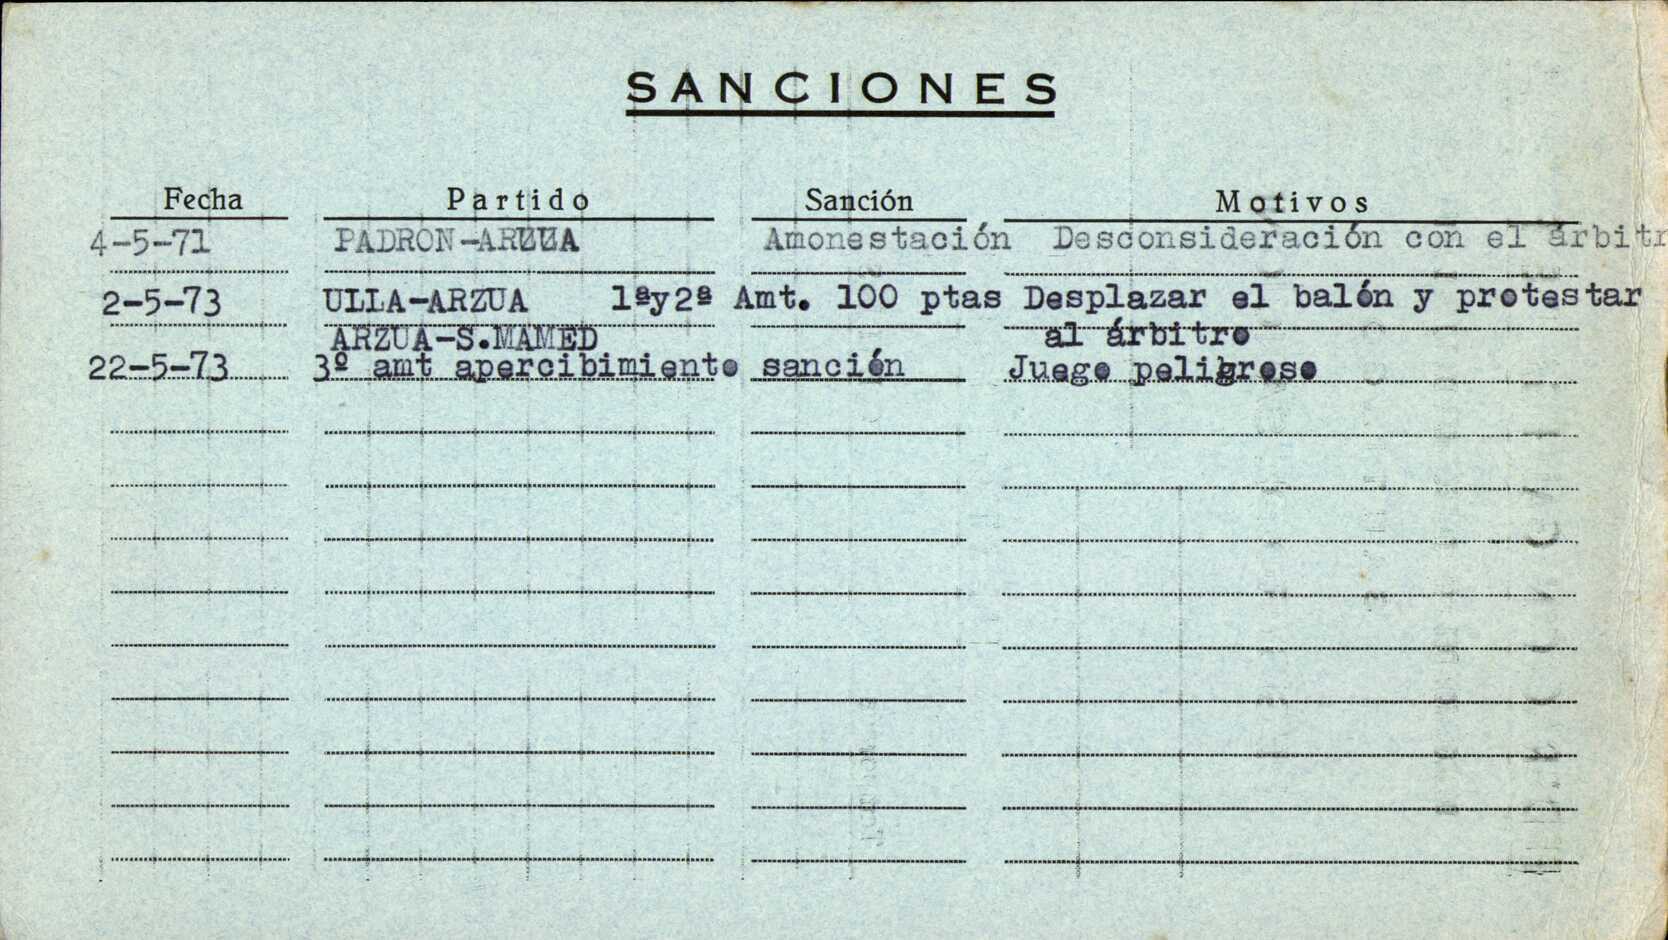 SANCIONES
Fecha Partido Sanción Motivos
4-5-71 PADRON-ARZUA Amonestación Desconsideración con el árbitr
2-5-73 ULLA-ARZUA 1ªy2ª Amt. 100 ptas Desplazar el balón y protestar
ARZUA-S.MAMED al árbitro
22-5-73 3º amt apercibimiento sanción Juego peligroso